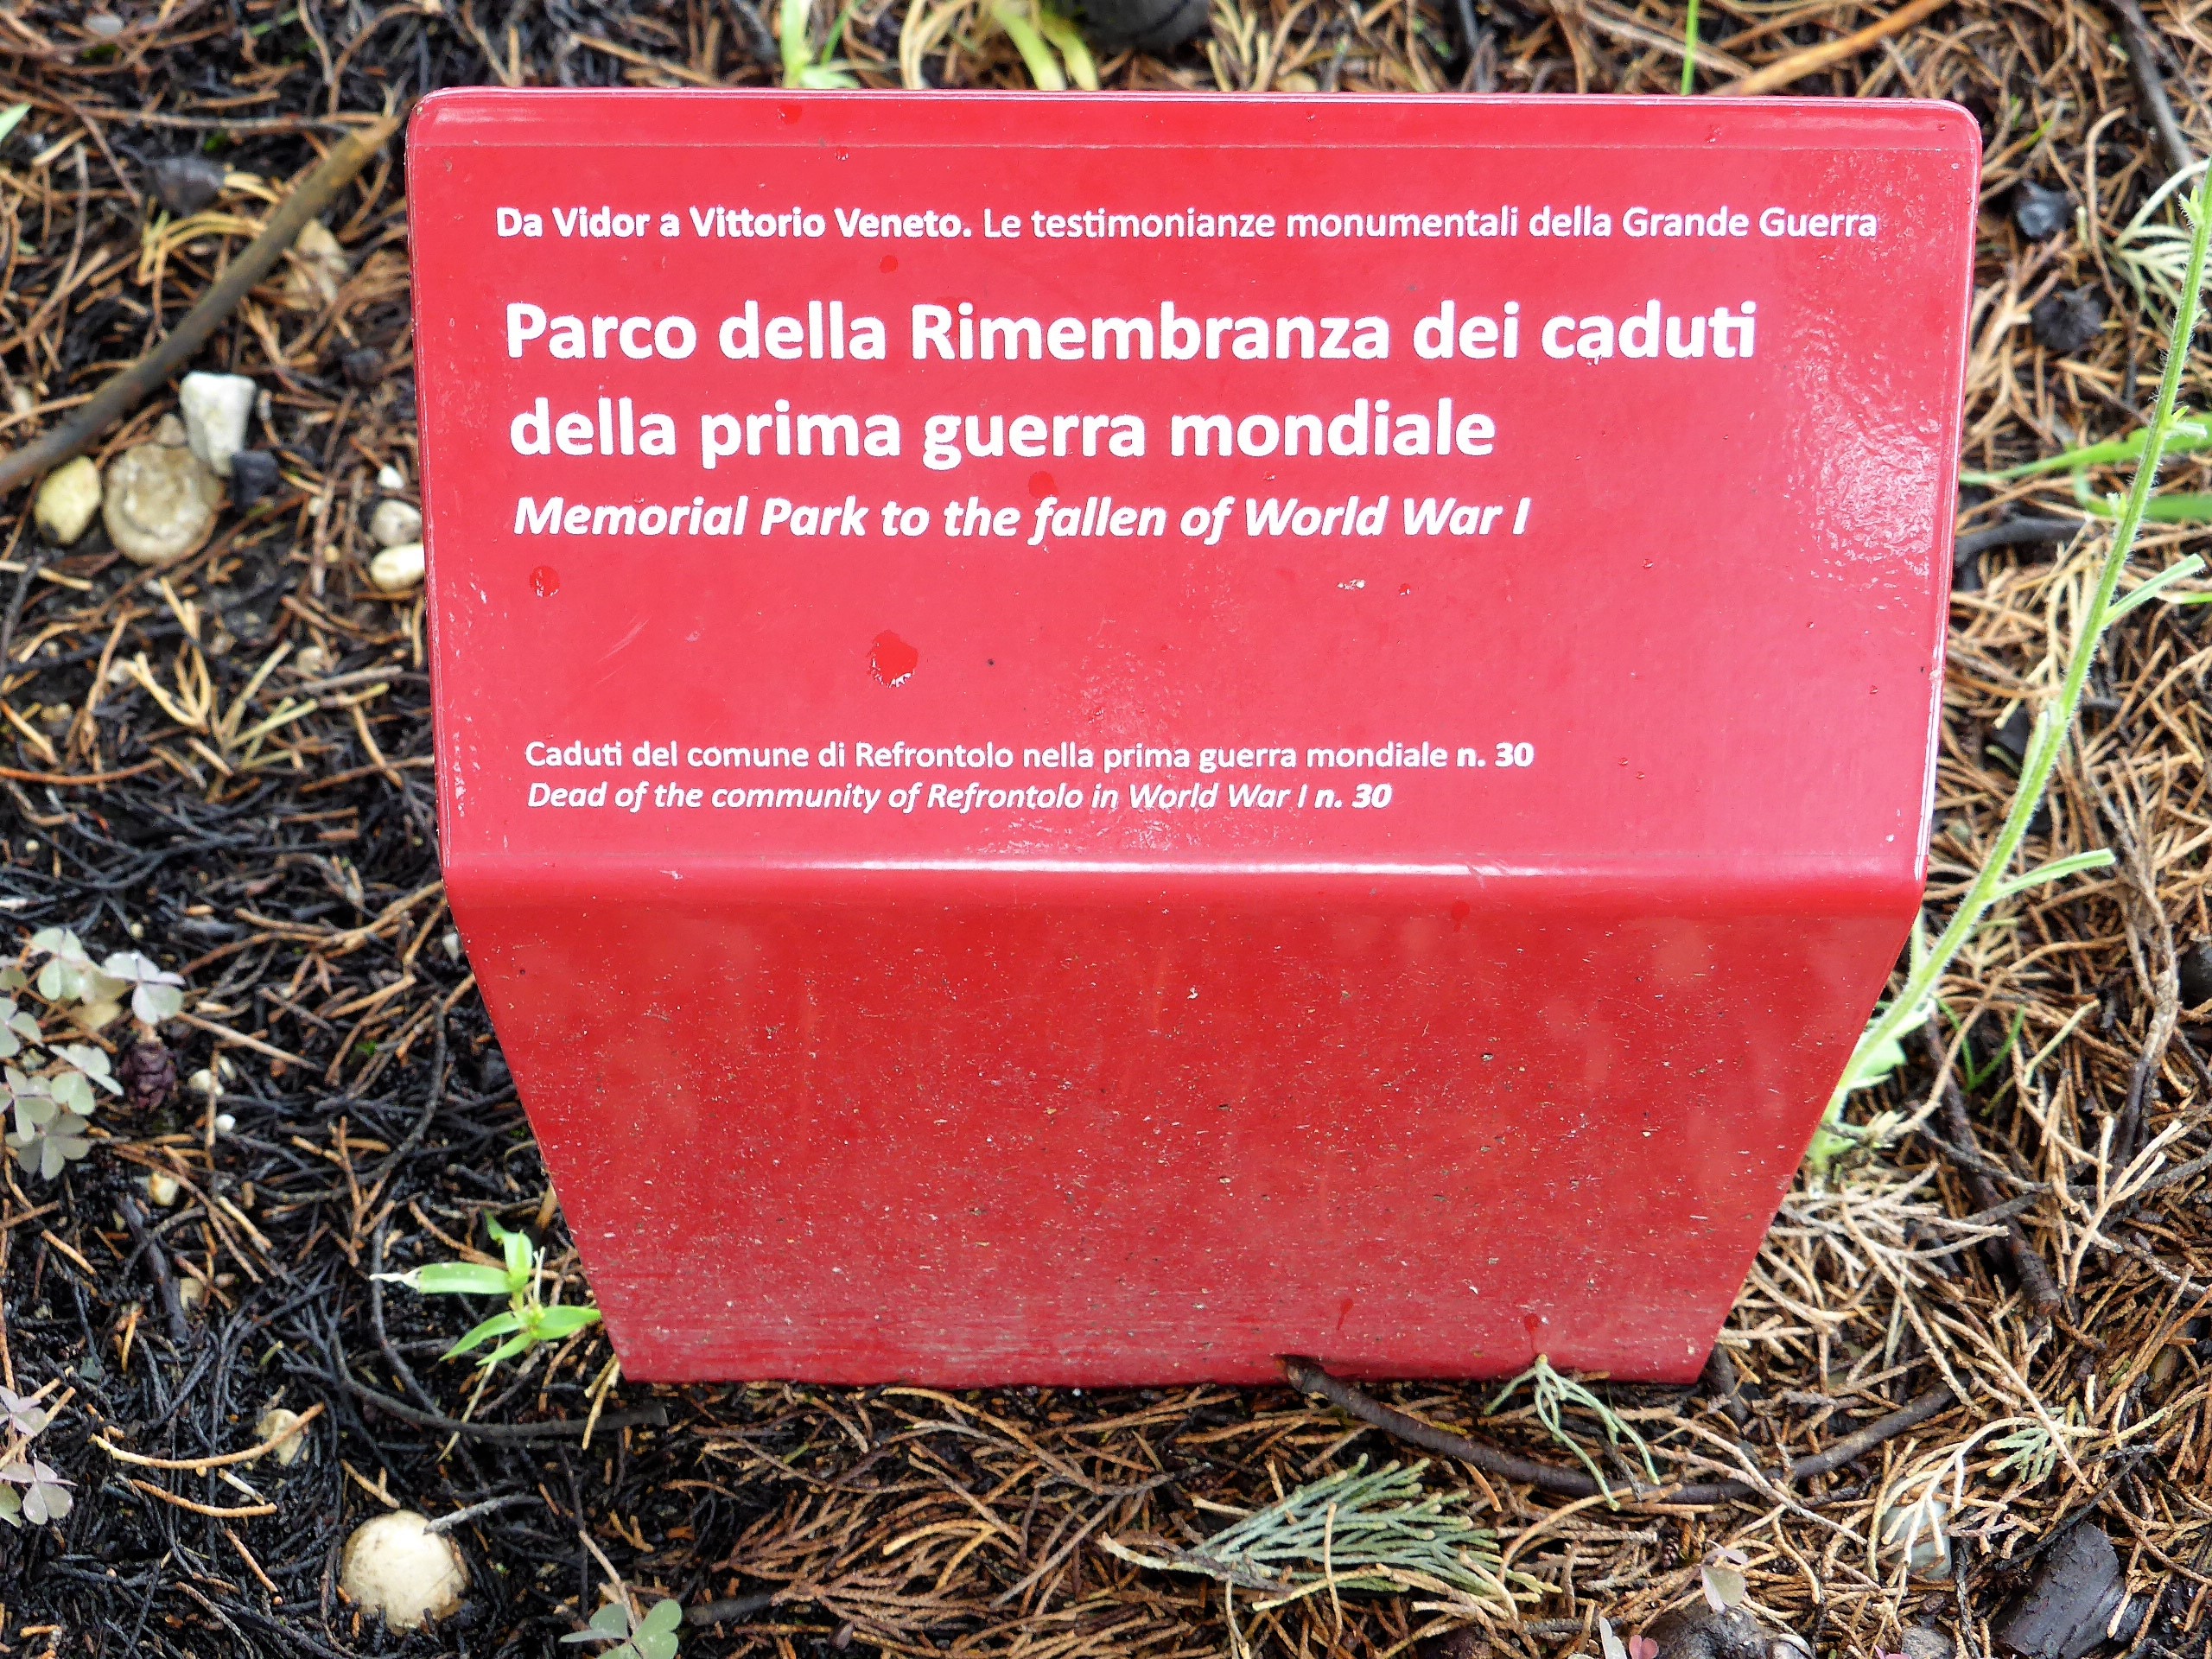 Da Vidor a Vittorio Veneto. Le testimonianze monumentali della Grande Guerra
Parco della Rimembranza dei caduti
della prima guerra mondiale
Memorial Park to the fallen of World War I
Caduti del comune di Refrontolo nella prima guerra mondiale n. 30
Dead of the community of Refrontolo in World War I n. 30